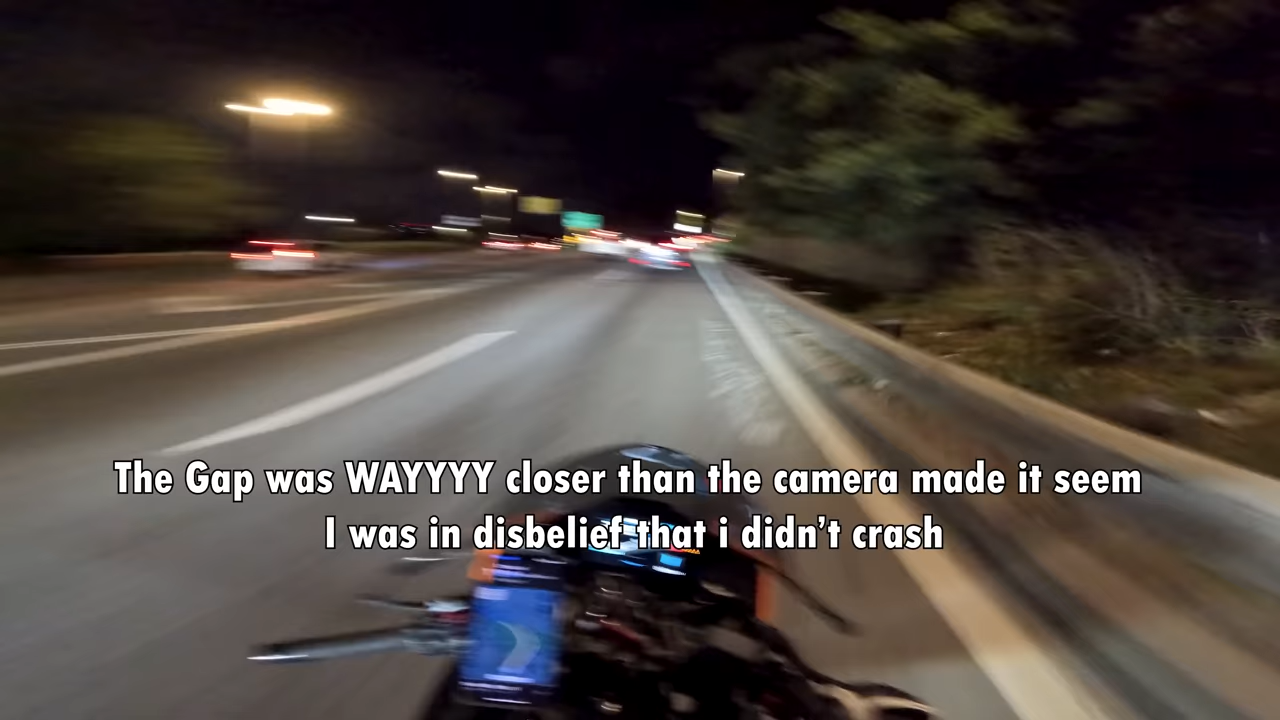 The Gap was WAYYYY closer than the camera made it seem
I was in disbelief that i didn't crash